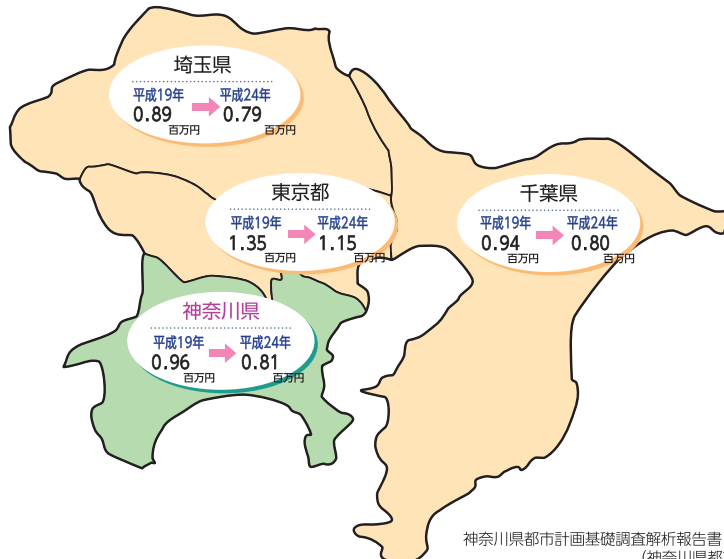 埼玉県
平成19年 平成24年
0.89 0.79
百万円 百万円
東京都
平成19年 平成24年
1.35 1.15
百万円 百万円
千葉県
平成19年 平成24年
0.94 0.80
百万円 百万円
神奈川県
平成19年 平成24年
0.96 0.81
百万円 百万円
神奈川県都市計画基礎調査解析報告書
(神奈川県都